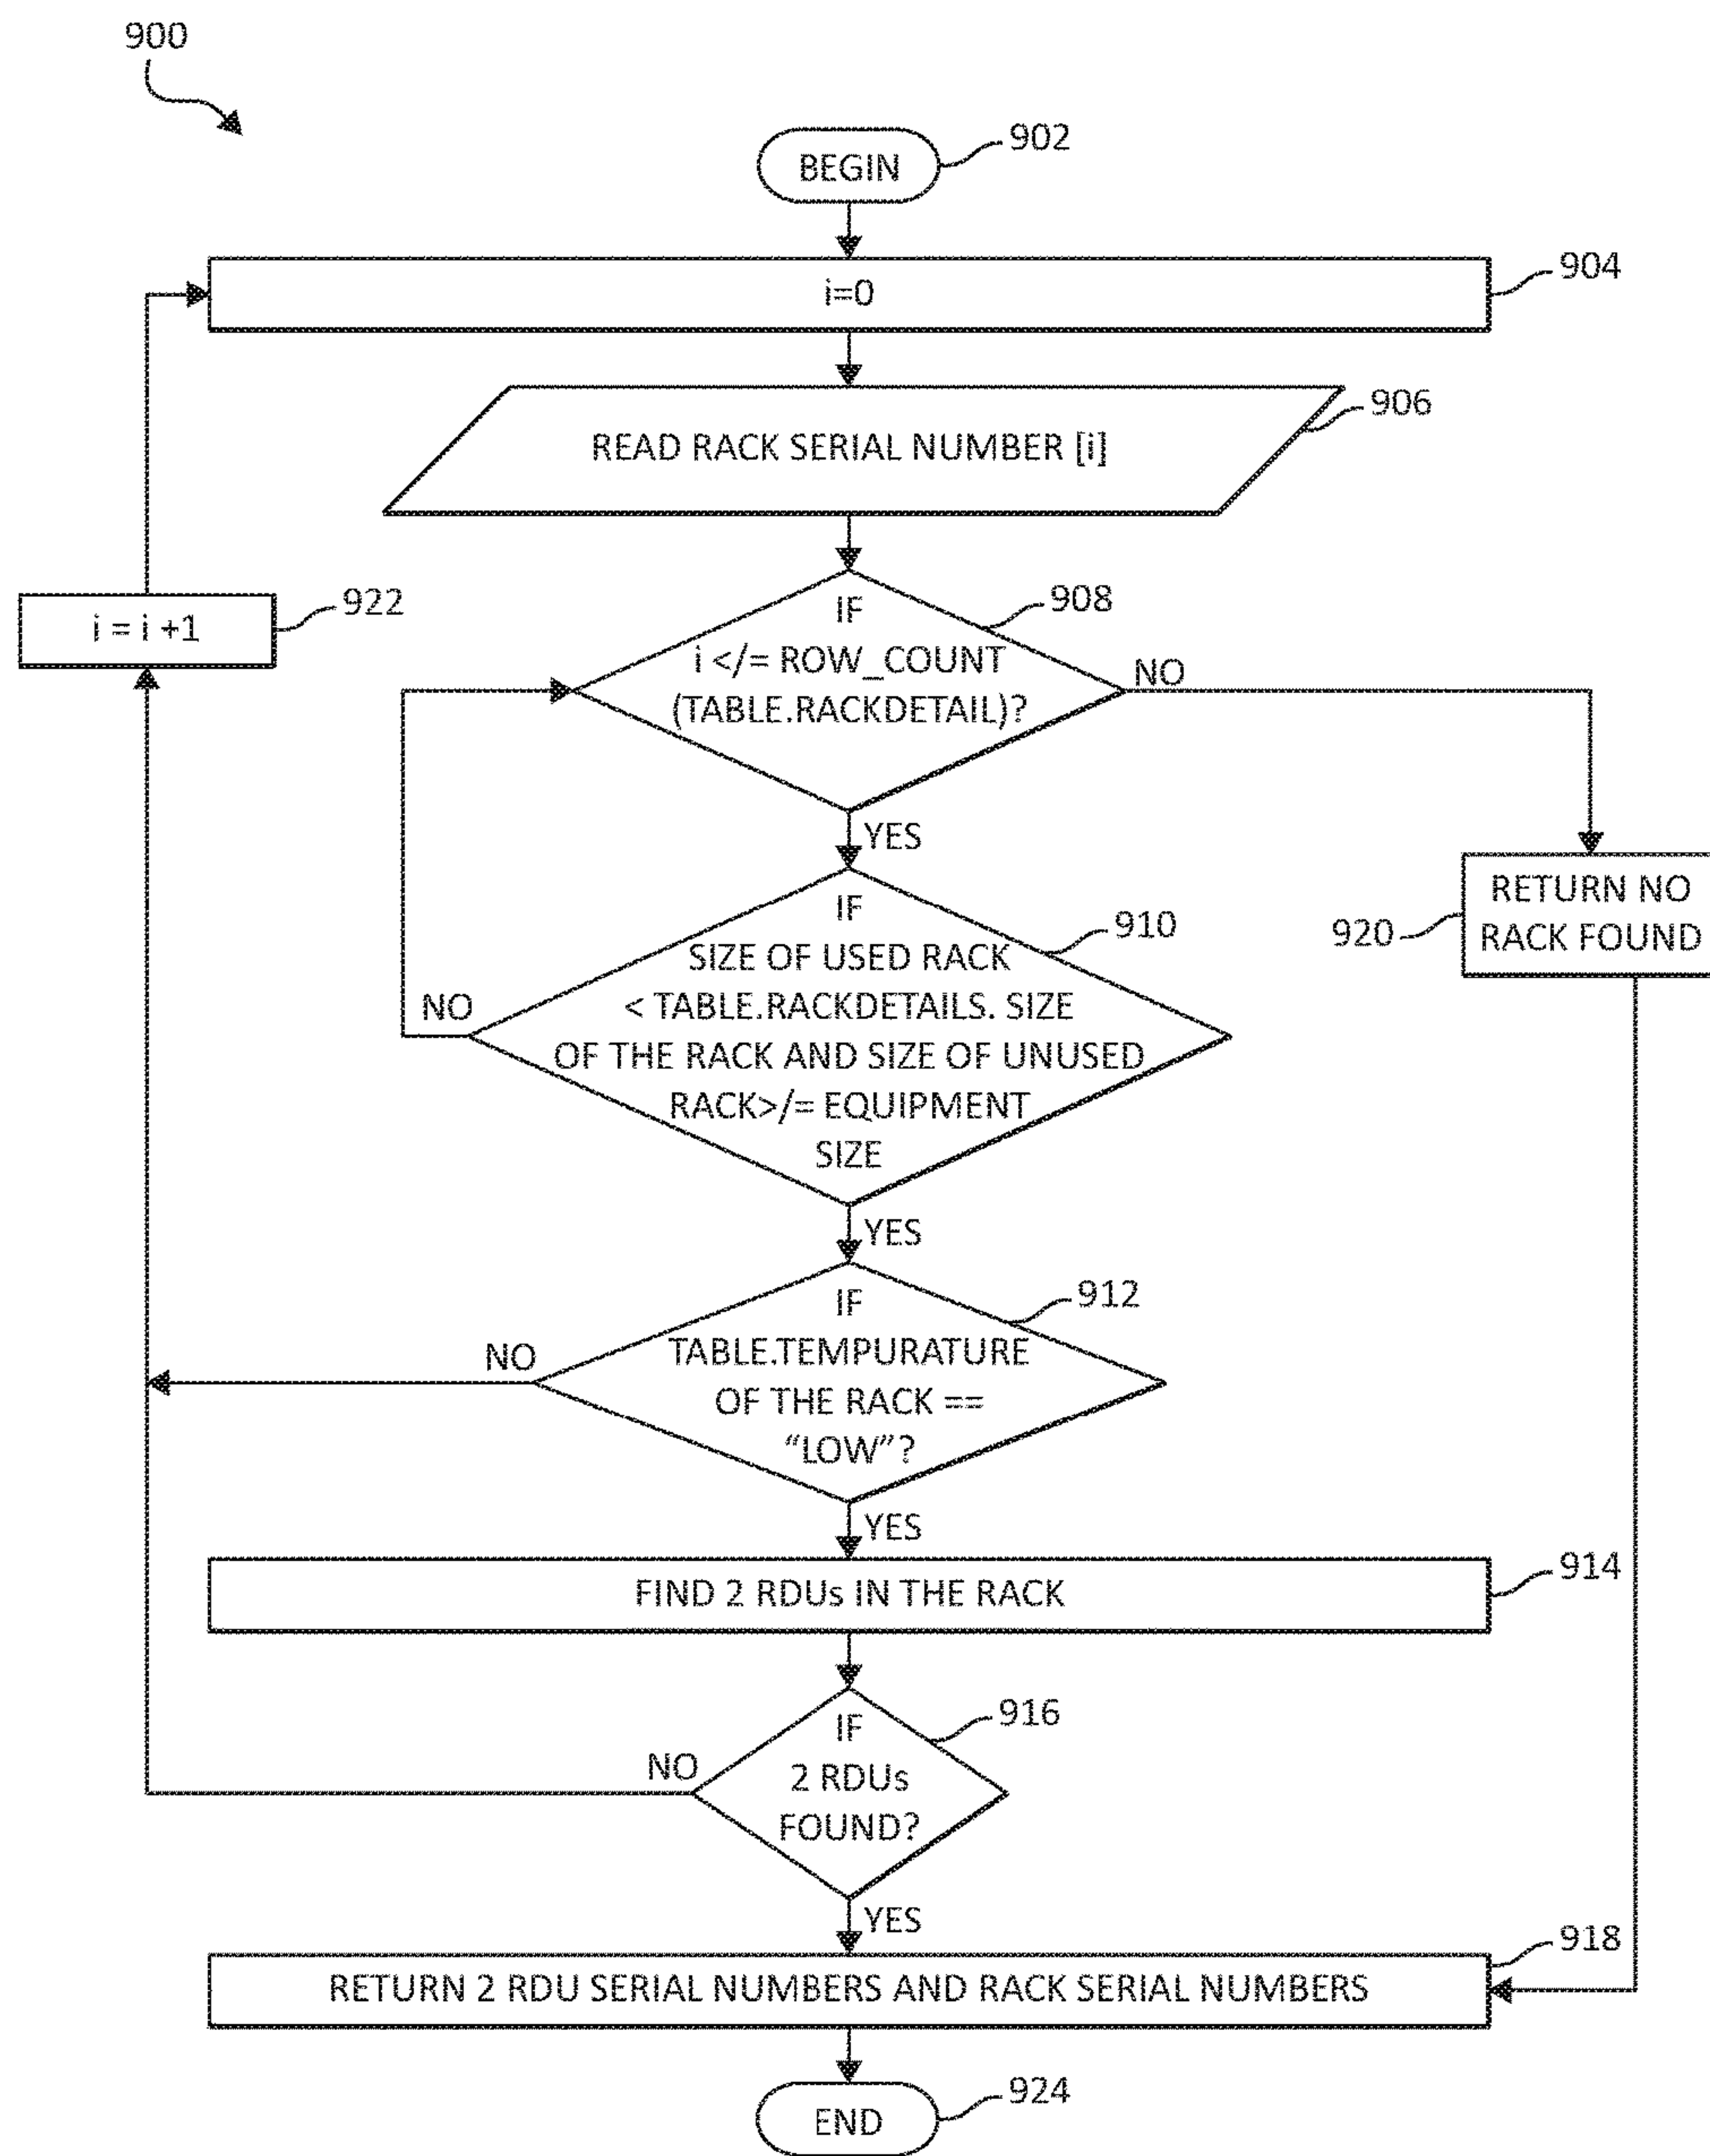 900
BEGIN
902
i=0
904
READ RACK SERIAL NUMBER [i]
906
i = i +1
922
IF
i </= ROW_COUNT
(TABLE.RACKDETAIL)?
908
NO
YES
IF
SIZE OF USED RACK
< TABLE.RACKDETAILS. SIZE
OF THE RACK AND SIZE OF UNUSED
RACK>/= EQUIPMENT
SIZE
910
NO
YES
RETURN NO
RACK FOUND
920
IF
TABLE.TEMPURATURE
OF THE RACK ==
“LOW”?
912
NO
YES
FIND 2 RDUs IN THE RACK
914
IF
2 RDUs
FOUND?
916
NO
YES
RETURN 2 RDU SERIAL NUMBERS AND RACK SERIAL NUMBERS
918
END
924